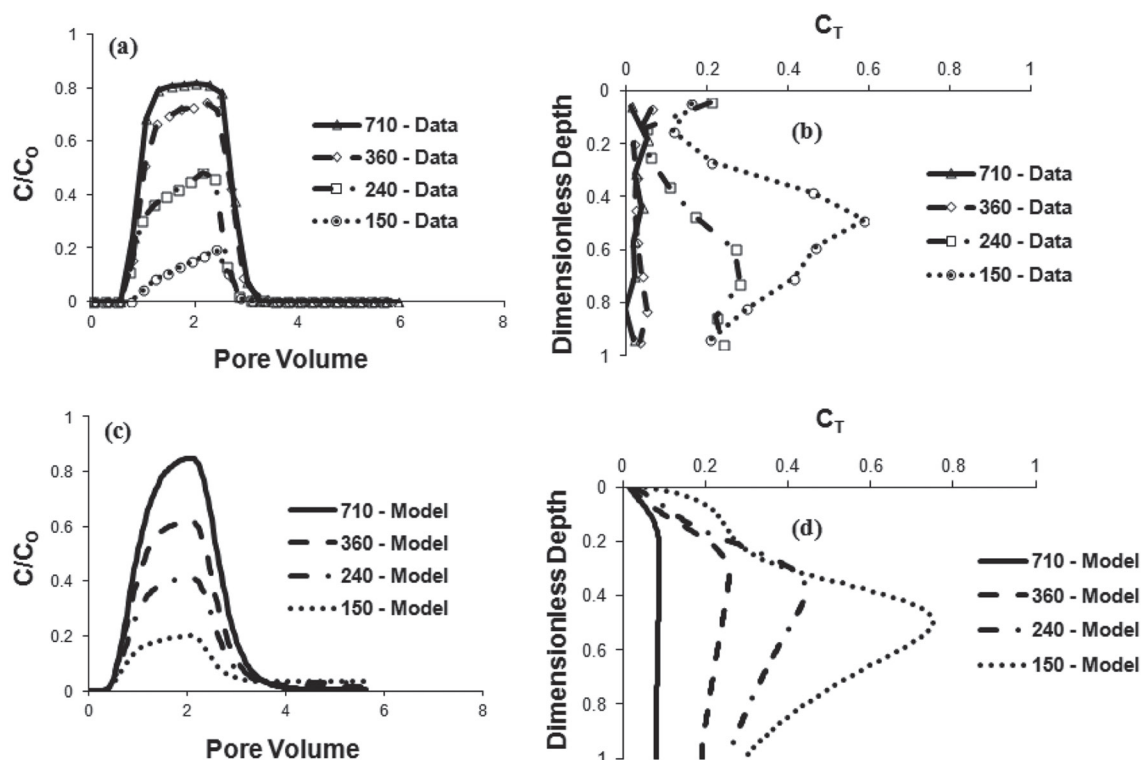 (a)
1
0.8
0.6
0.4
0.2
0
C/C_O
0 2 4 6 8
Pore Volume
710 - Data
360 - Data
240 - Data
150 - Data
C_T
0 0.2 0.4 0.6 0.8 1
(b)
0
0.2
0.4
0.6
0.8
1
Dimensionless Depth
710 - Data
360 - Data
240 - Data
150 - Data
(c)
1
0.8
0.6
0.4
0.2
0
C/C_O
0 2 4 6 8
Pore Volume
710 - Model
360 - Model
240 - Model
150 - Model
C_T
0 0.2 0.4 0.6 0.8 1
(d)
0
0.2
0.4
0.6
0.8
1
Dimensionless Depth
710 - Model
360 - Model
240 - Model
150 - Model